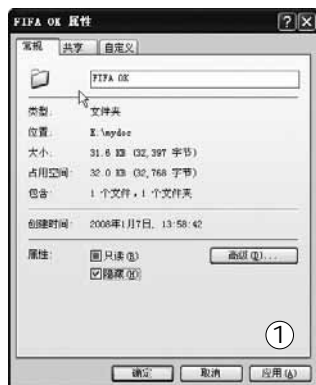 FIFA OK 属性
常规 共享 自定义
FIFA OK
类型: 文件夹
位置: E:\mydoc
大小: 31.6 KB (32,397 字节)
占用空间: 32.0 KB (32,768 字节)
包含: 1 个文件，1 个文件夹
创建时间: 2008年1月7日, 13:58:42
属性: 只读(R) 高级(D)...
隐藏(H)
①
确定 取消 应用(A)